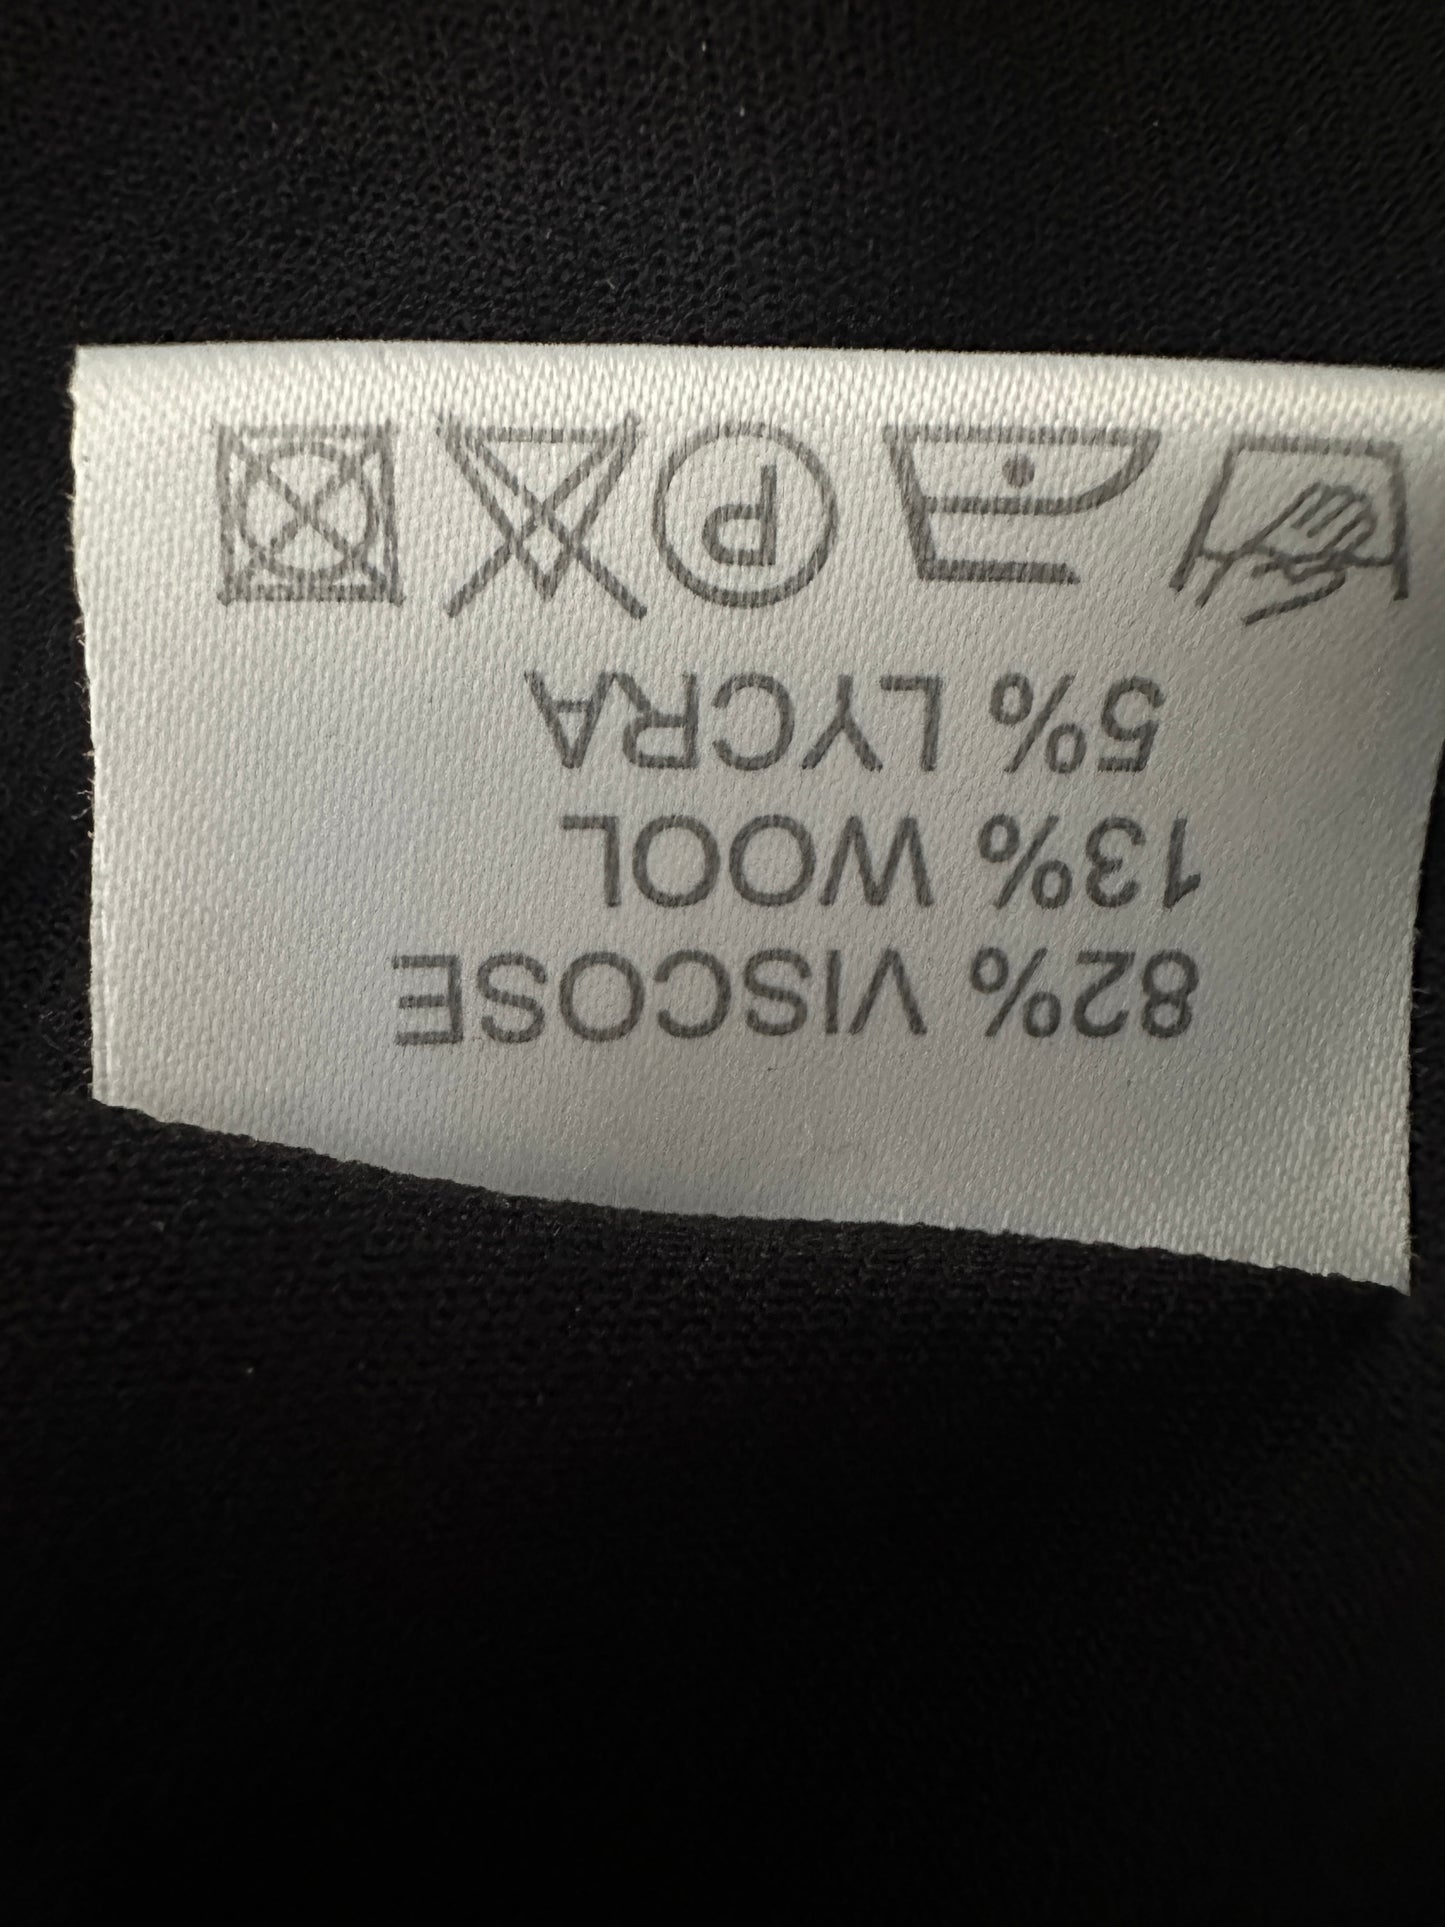 82% VISCOSE
13% WOOL
5% LYCRA
P